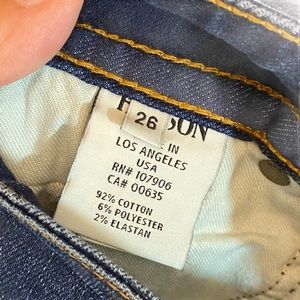 26
IN
LOS ANGELES
USA
RN# 107906
CA# 00635
92% COTTON
6% POLYESTER
2% ELASTAN